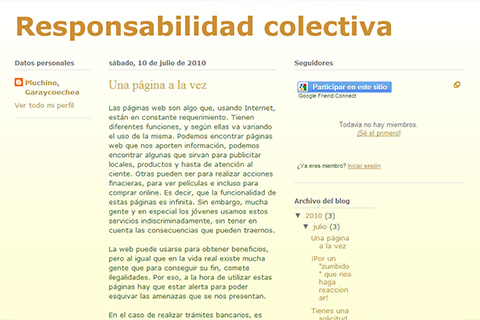 Responsabilidad colectiva
Datos personales
Pluchino,
Garaycoechea
Ver todo mi perfil
sábado, 10 de julio de 2010
Una página a la vez
Las páginas web son algo que, usando Internet,
están en constante requerimiento. Tienen
diferentes funciones, y según ellas va variando
el uso de la misma. Podemos encontrar páginas
web que nos aporten información, podemos
encontrar algunas que sirvan para publicitar
locales, productos y hasta de atención al
ciente. Otras pueden ser para realizar acciones
finacieras, para ver películas e incluso para
comprar online. Es decir, que la funcionalidad de
estas páginas es infinita. Sin embargo, mucha
gente y en especial los jóvenes usamos estos
servicios indiscriminadamente, sin tener en
cuenta las consecuencias que pueden traernos.
La web puede usarse para obtener beneficios,
pero al igual que en la vida real existe mucha
gente que para conseguir su fin, comete
ilegalidades. Por eso, a la hora de utilizar estas
páginas hay que estar alerta para poder
esquivar las amenazas que se nos presentan.
En el caso de realizar trámites bancarios, es
Seguidores
Participar en este sitio
Google Friend Connect
Todavía no hay miembros.
¡Sé el primero!
¿Ya eres miembro? Iniciar sesión
Archivo del blog
▼ 2010 (3)
▼ julio (3)
Una página
a la vez
¡Por un
"zumbido
" que nos
haga
reaccion
ar!
Tienes una
solicitud